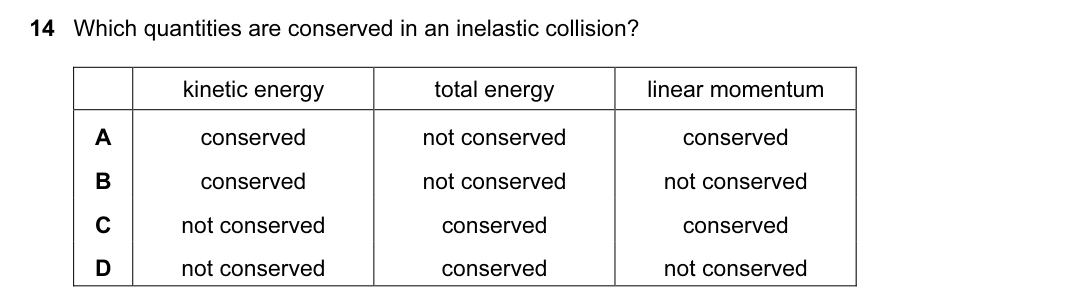 14 Which quantities are conserved in an inelastic collision?
kinetic energy total energy linear momentum
A conserved not conserved conserved
B conserved not conserved not conserved
C not conserved conserved conserved
D not conserved conserved not conserved